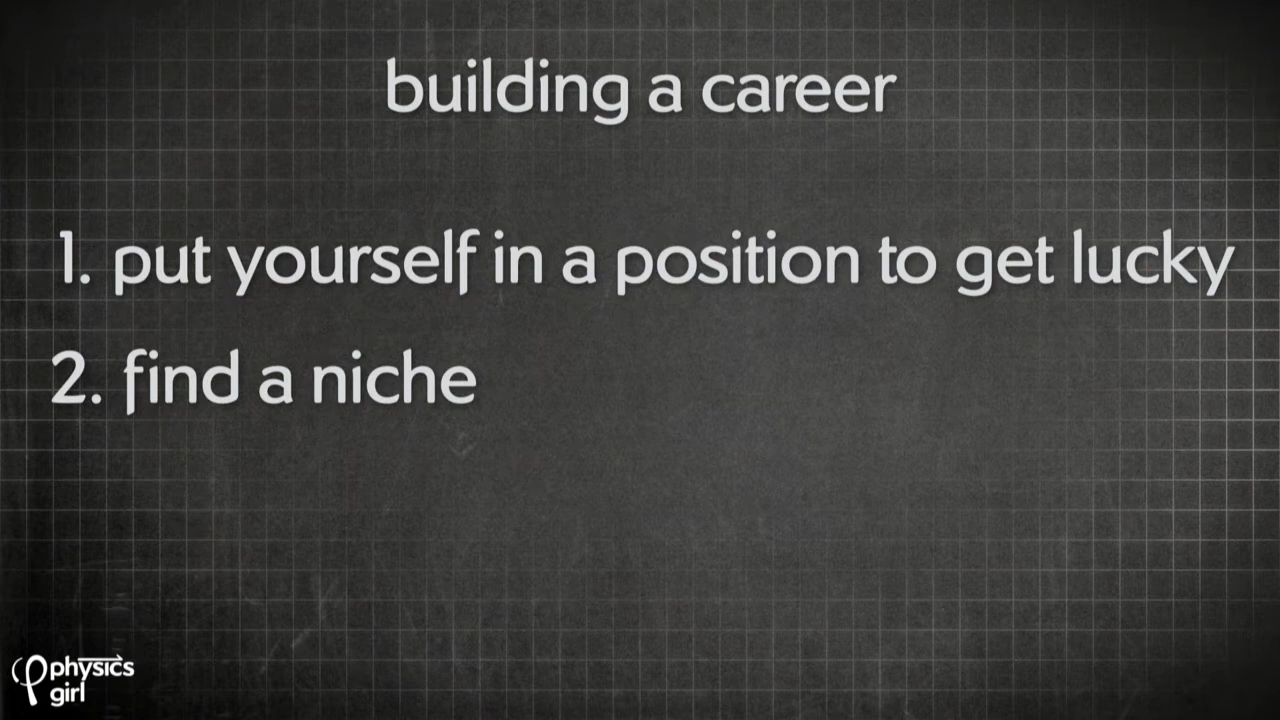 building a career
1. put yourself in a position to get lucky
2. find a niche
physics
girl